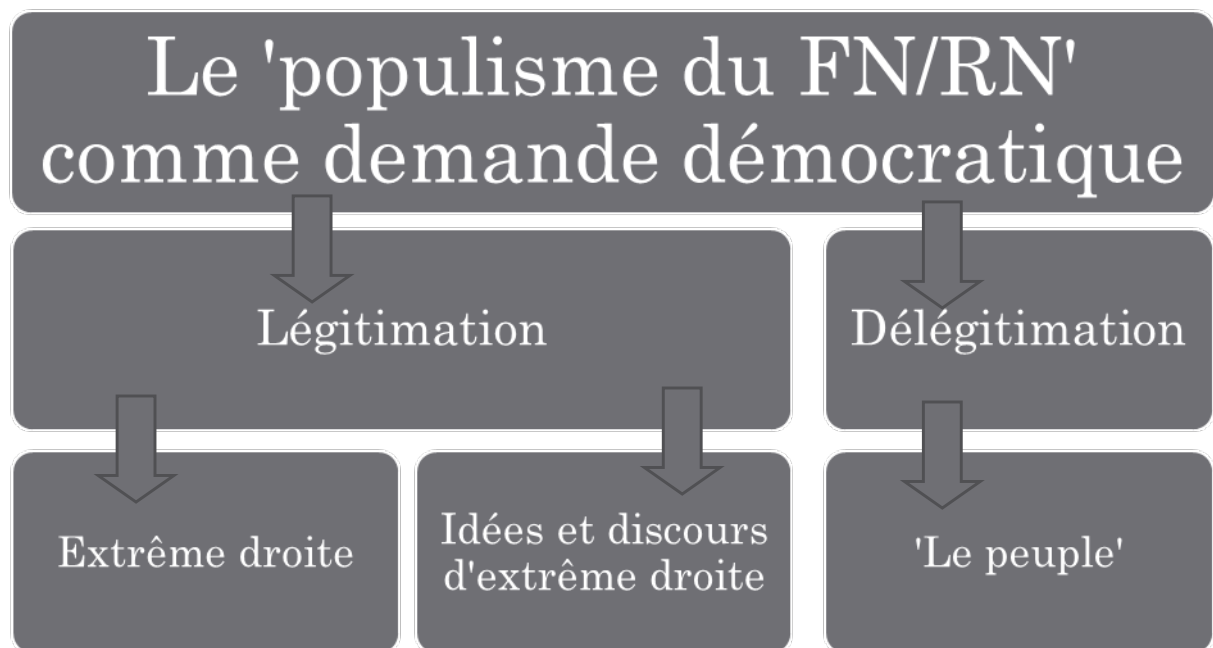 Le 'populisme du FN/RN'
comme demande démocratique
Légitimation
Délégitimation
Extrême droite
Idées et discours
d'extrême droite
'Le peuple'